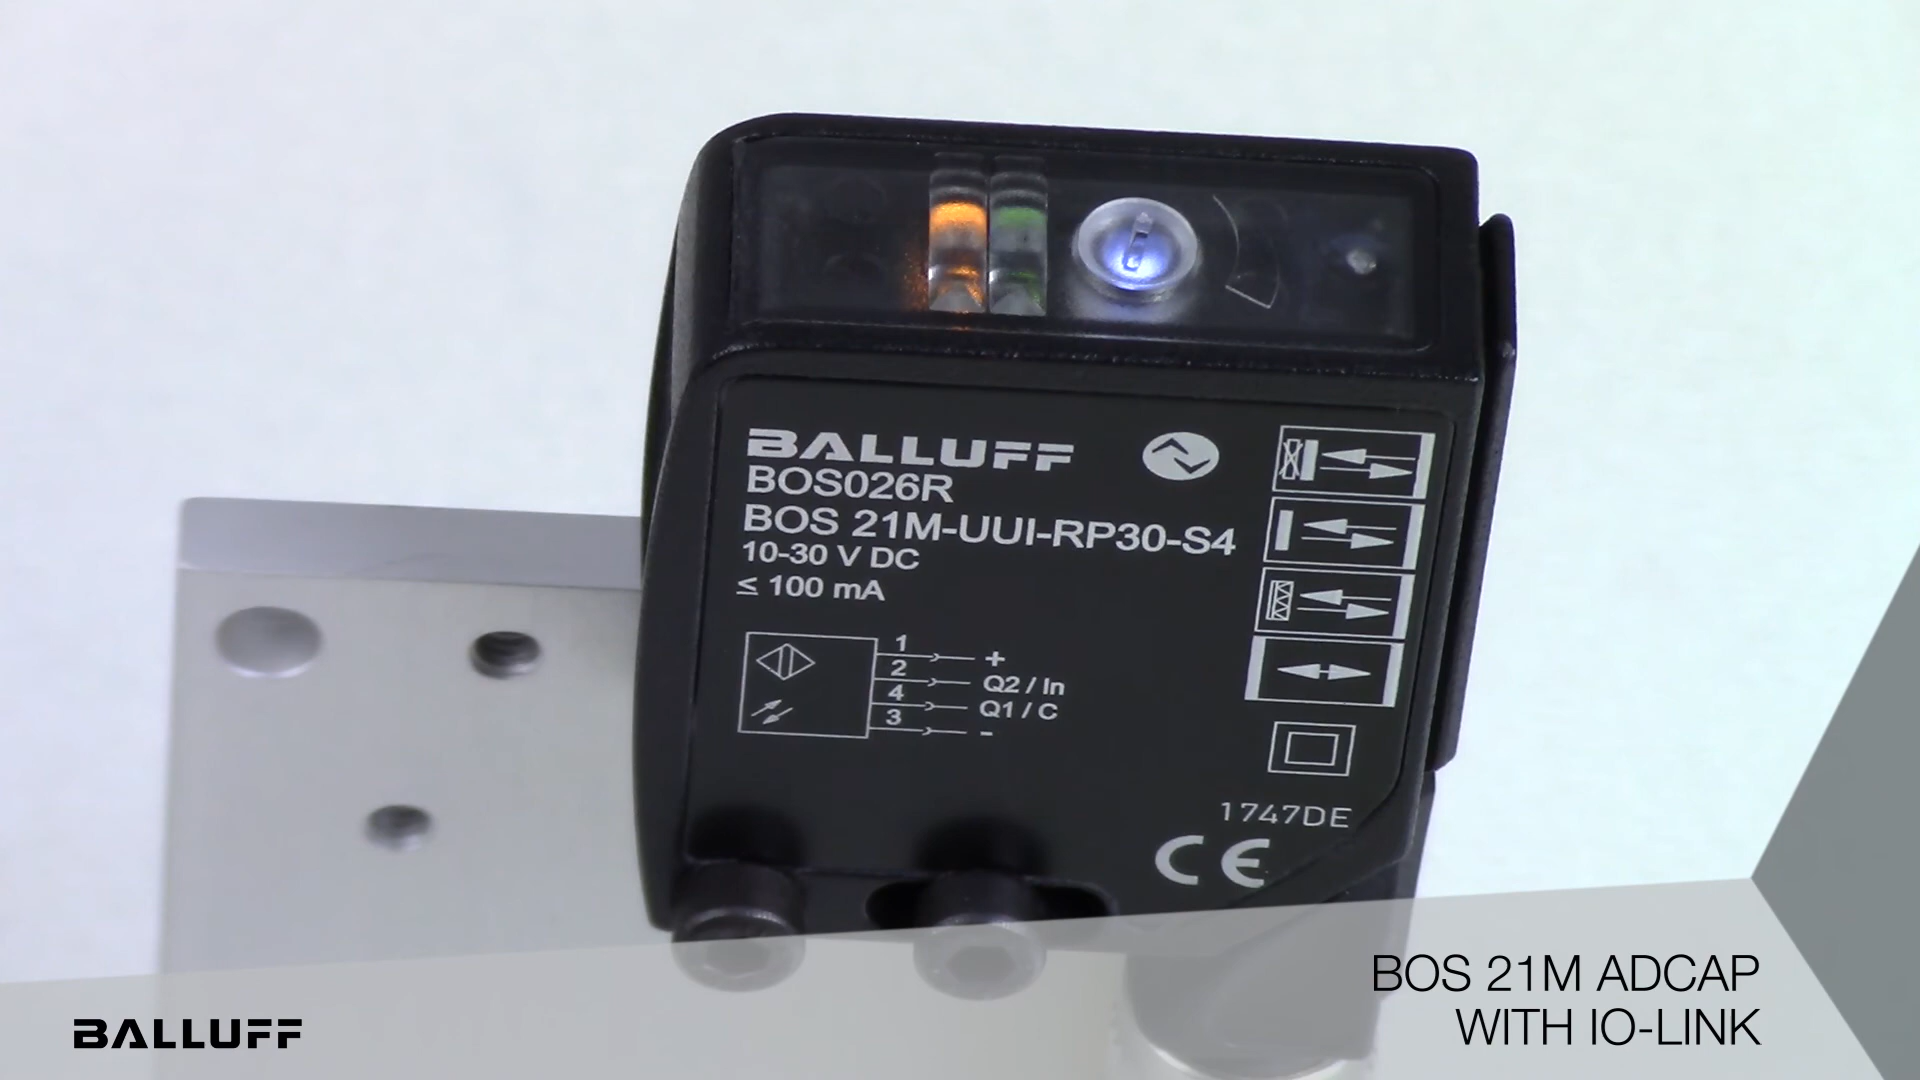 BALLUFF
BOS026R
BOS 21M-UUI-RP30-S4
10-30 V DC
≤ 100 mA
1
+
2
Q2 / In
4
Q1 / C
3
-
1747DE
CE
BALLUFF
BOS 21M ADCAP
WITH IO-LINK